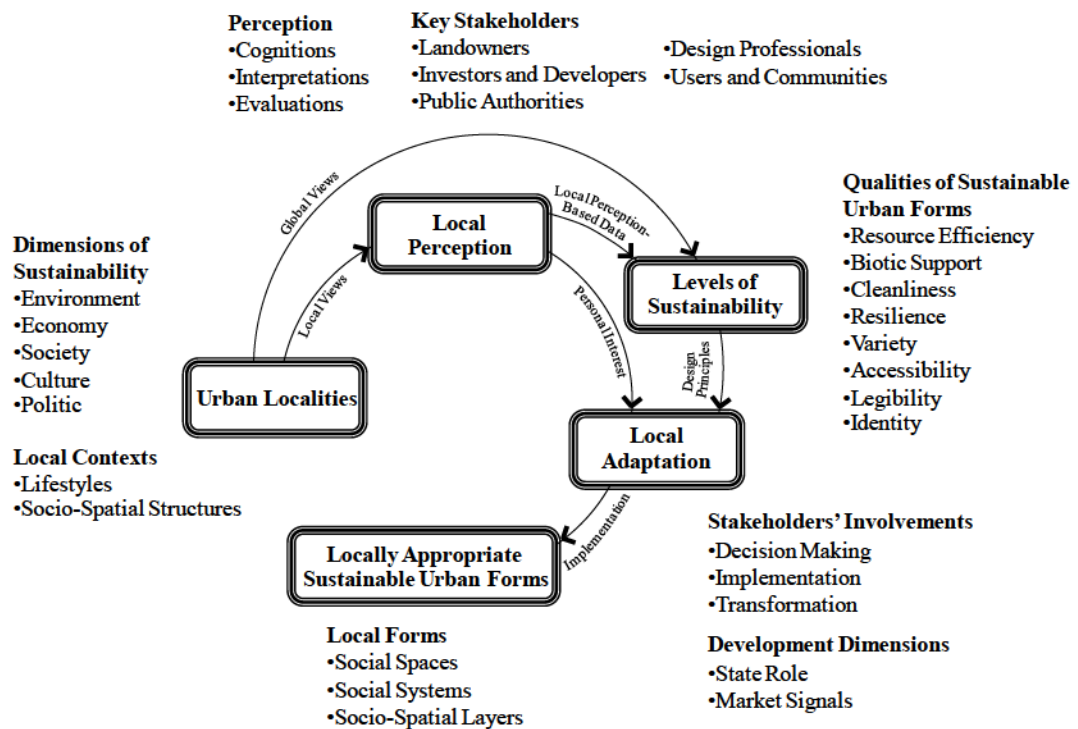 Perception
•Cognitions
•Interpretations
•Evaluations
Key Stakeholders
•Landowners
•Investors and Developers
•Public Authorities
•Design Professionals
•Users and Communities
Global Views
Local Views
Local
Perception
Local Perception-
Based Data
Personal Interest
Levels of
Sustainability
Design
Principles
Qualities of Sustainable
Urban Forms
•Resource Efficiency
•Biotic Support
•Cleanliness
•Resilience
•Variety
•Accessibility
•Legibility
•Identity
Dimensions of
Sustainability
•Environment
•Economy
•Society
•Culture
•Politic
Urban Localities
Local Contexts
•Lifestyles
•Socio-Spatial Structures
Local
Adaptation
Implementation
Locally Appropriate
Sustainable Urban Forms
Stakeholders' Involvements
•Decision Making
•Implementation
•Transformation
Development Dimensions
•State Role
•Market Signals
Local Forms
•Social Spaces
•Social Systems
•Socio-Spatial Layers